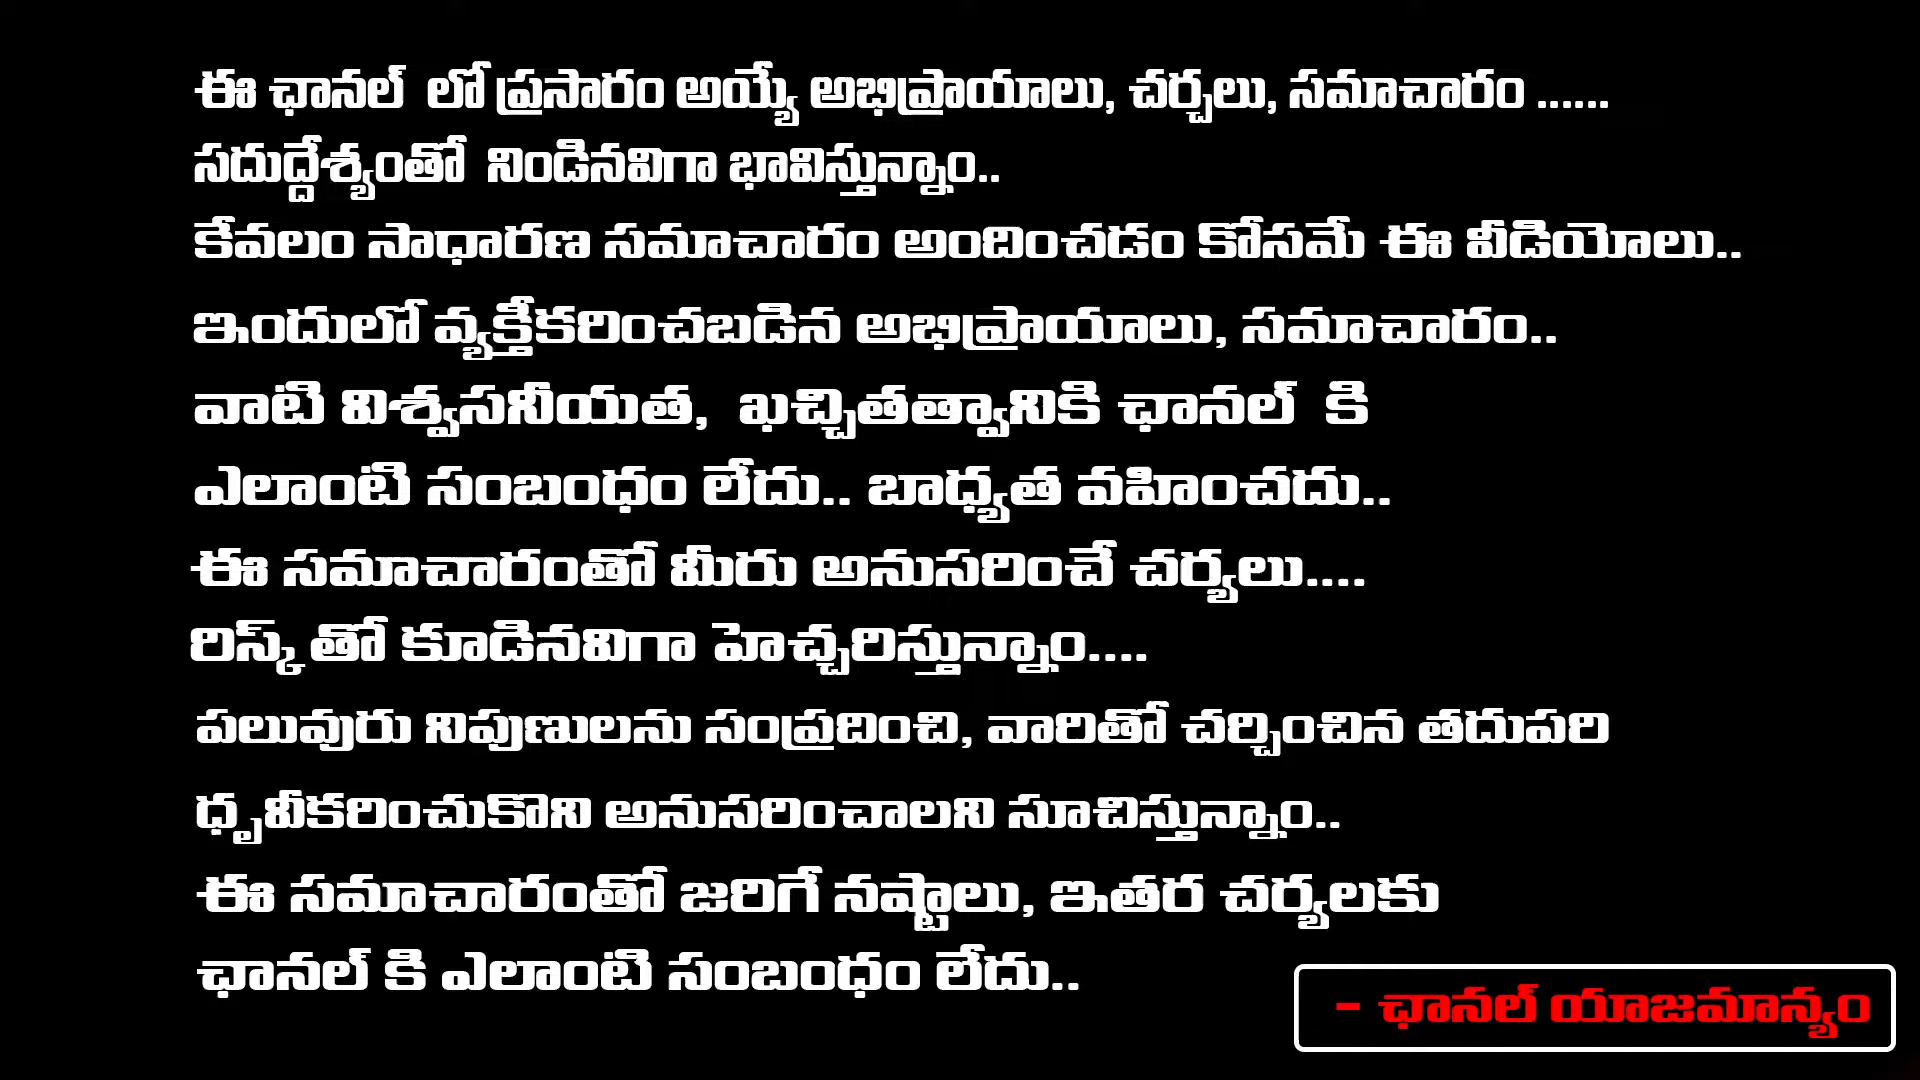 ఈ ఛానల్ లో ప్రసారం అయ్యే అభిప్రాయాలు, చర్చలు, సమాచారం ......
సదుద్దేశ్యంతో నిండినవిగా భావిస్తున్నాం..
కేవలం సాధారణ సమాచారం అందించడం కోసమే ఈ వీడియోలు..
ఇందులో వ్యక్తీకరించబడిన అభిప్రాయాలు, సమాచారం..
వాటి విశ్వసనీయత, ఖచ్చితత్వానికి ఛానల్ కి
ఎలాంటి సంబంధం లేదు.. బాధ్యత వహించదు..
ఈ సమాచారంతో మీరు అనుసరించే చర్యలు....
రిస్క్ తో కూడినవిగా హెచ్చరిస్తున్నాం....
పలువురు నిపుణులను సంప్రదించి, వారితో చర్చించిన తదుపరి
ధృవీకరించుకొని అనుసరించాలని సూచిస్తున్నాం..
ఈ సమాచారంతో జరిగే నష్టాలు, ఇతర చర్యలకు
ఛానల్ కి ఎలాంటి సంబంధం లేదు..
- ఛానల్ యాజమాన్యం